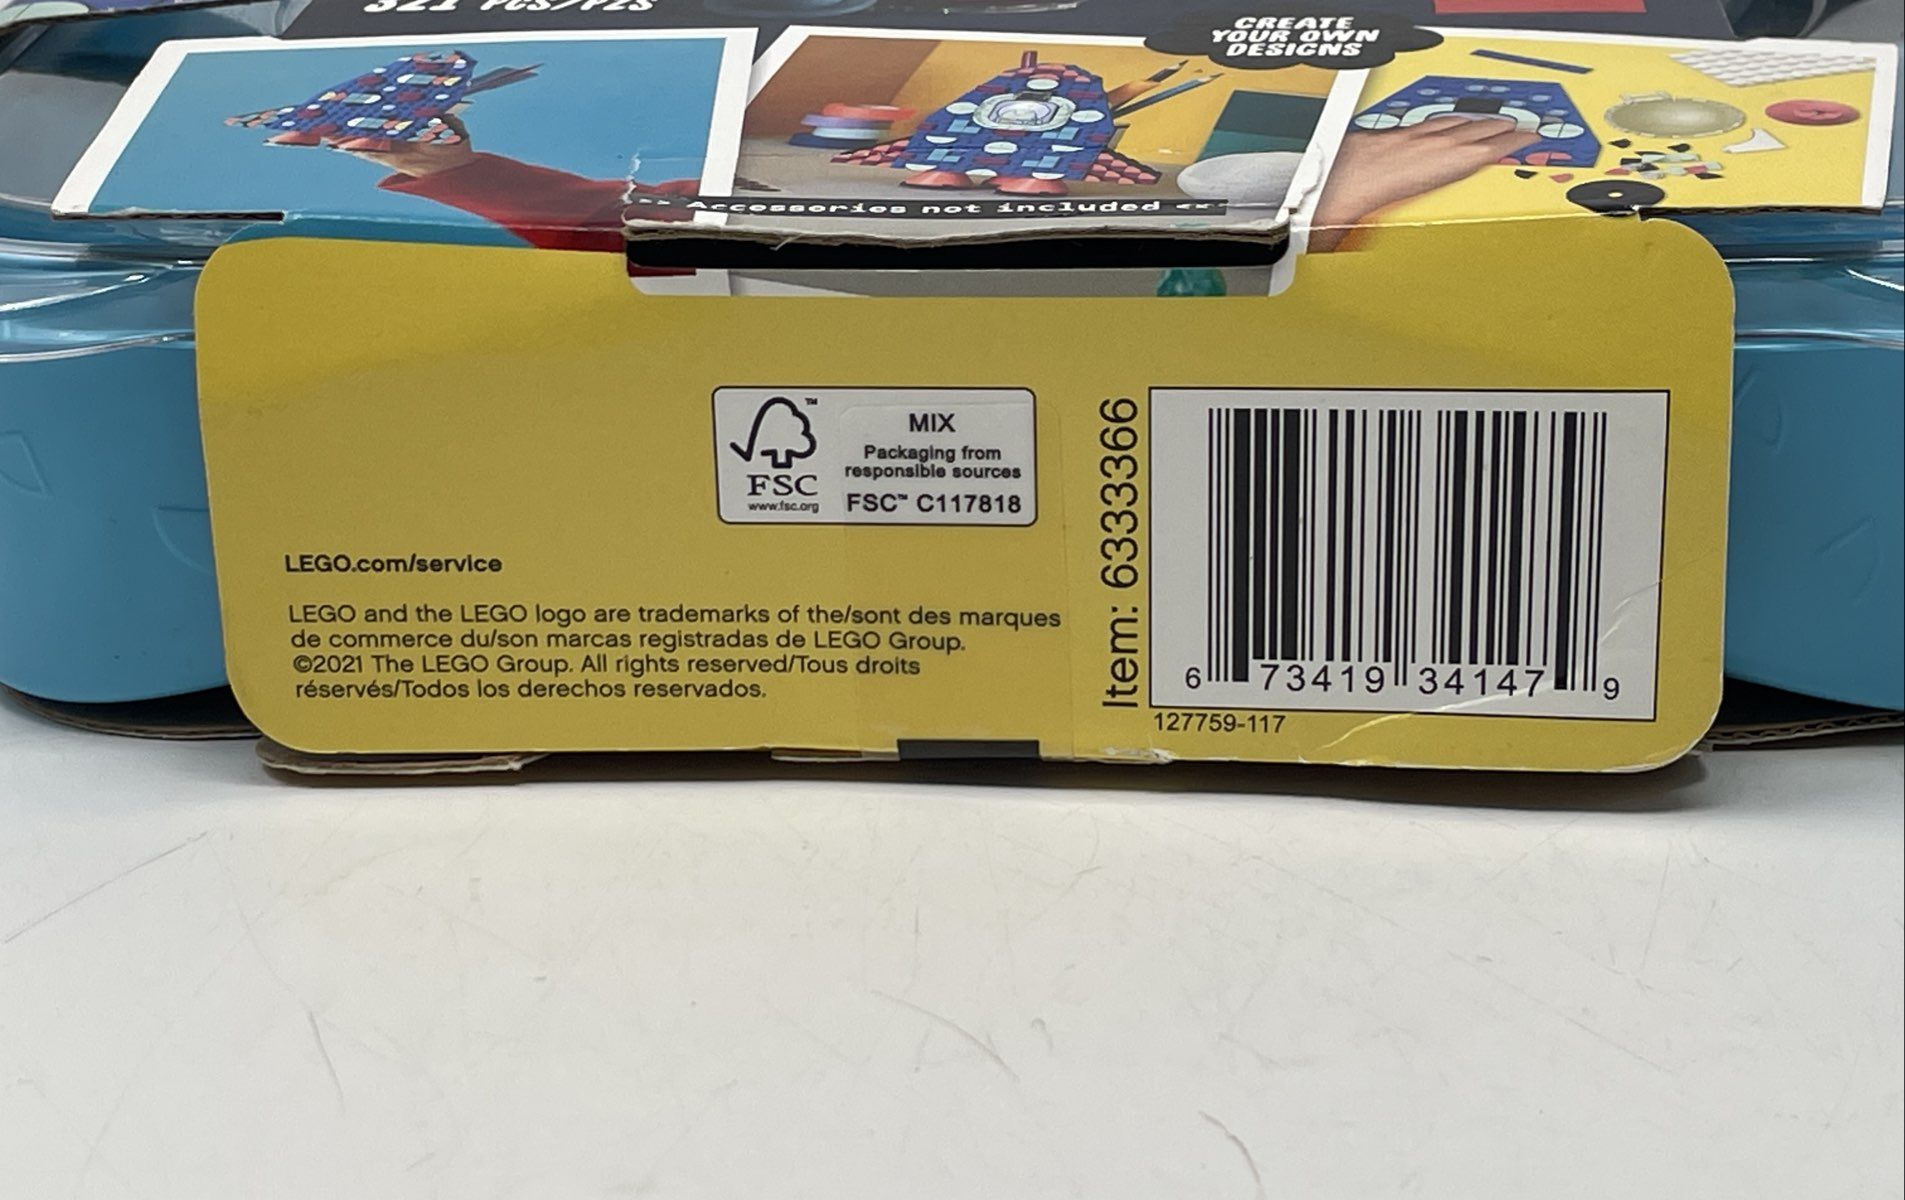 321 PCS/PZS
CREATE
YOUR OWN
DESIGNS
>> Accessories not included <<
™
FSC
www.fsc.org
MIX
Packaging from
responsible sources
FSC™ C117818
LEGO.com/service
LEGO and the LEGO logo are trademarks of the/sont des marques
de commerce du/son marcas registradas de LEGO Group.
©2021 The LEGO Group. All rights reserved/Tous droits
réservés/Todos los derechos reservados.
Item: 6333366
6 73419 34147 9
127759-117